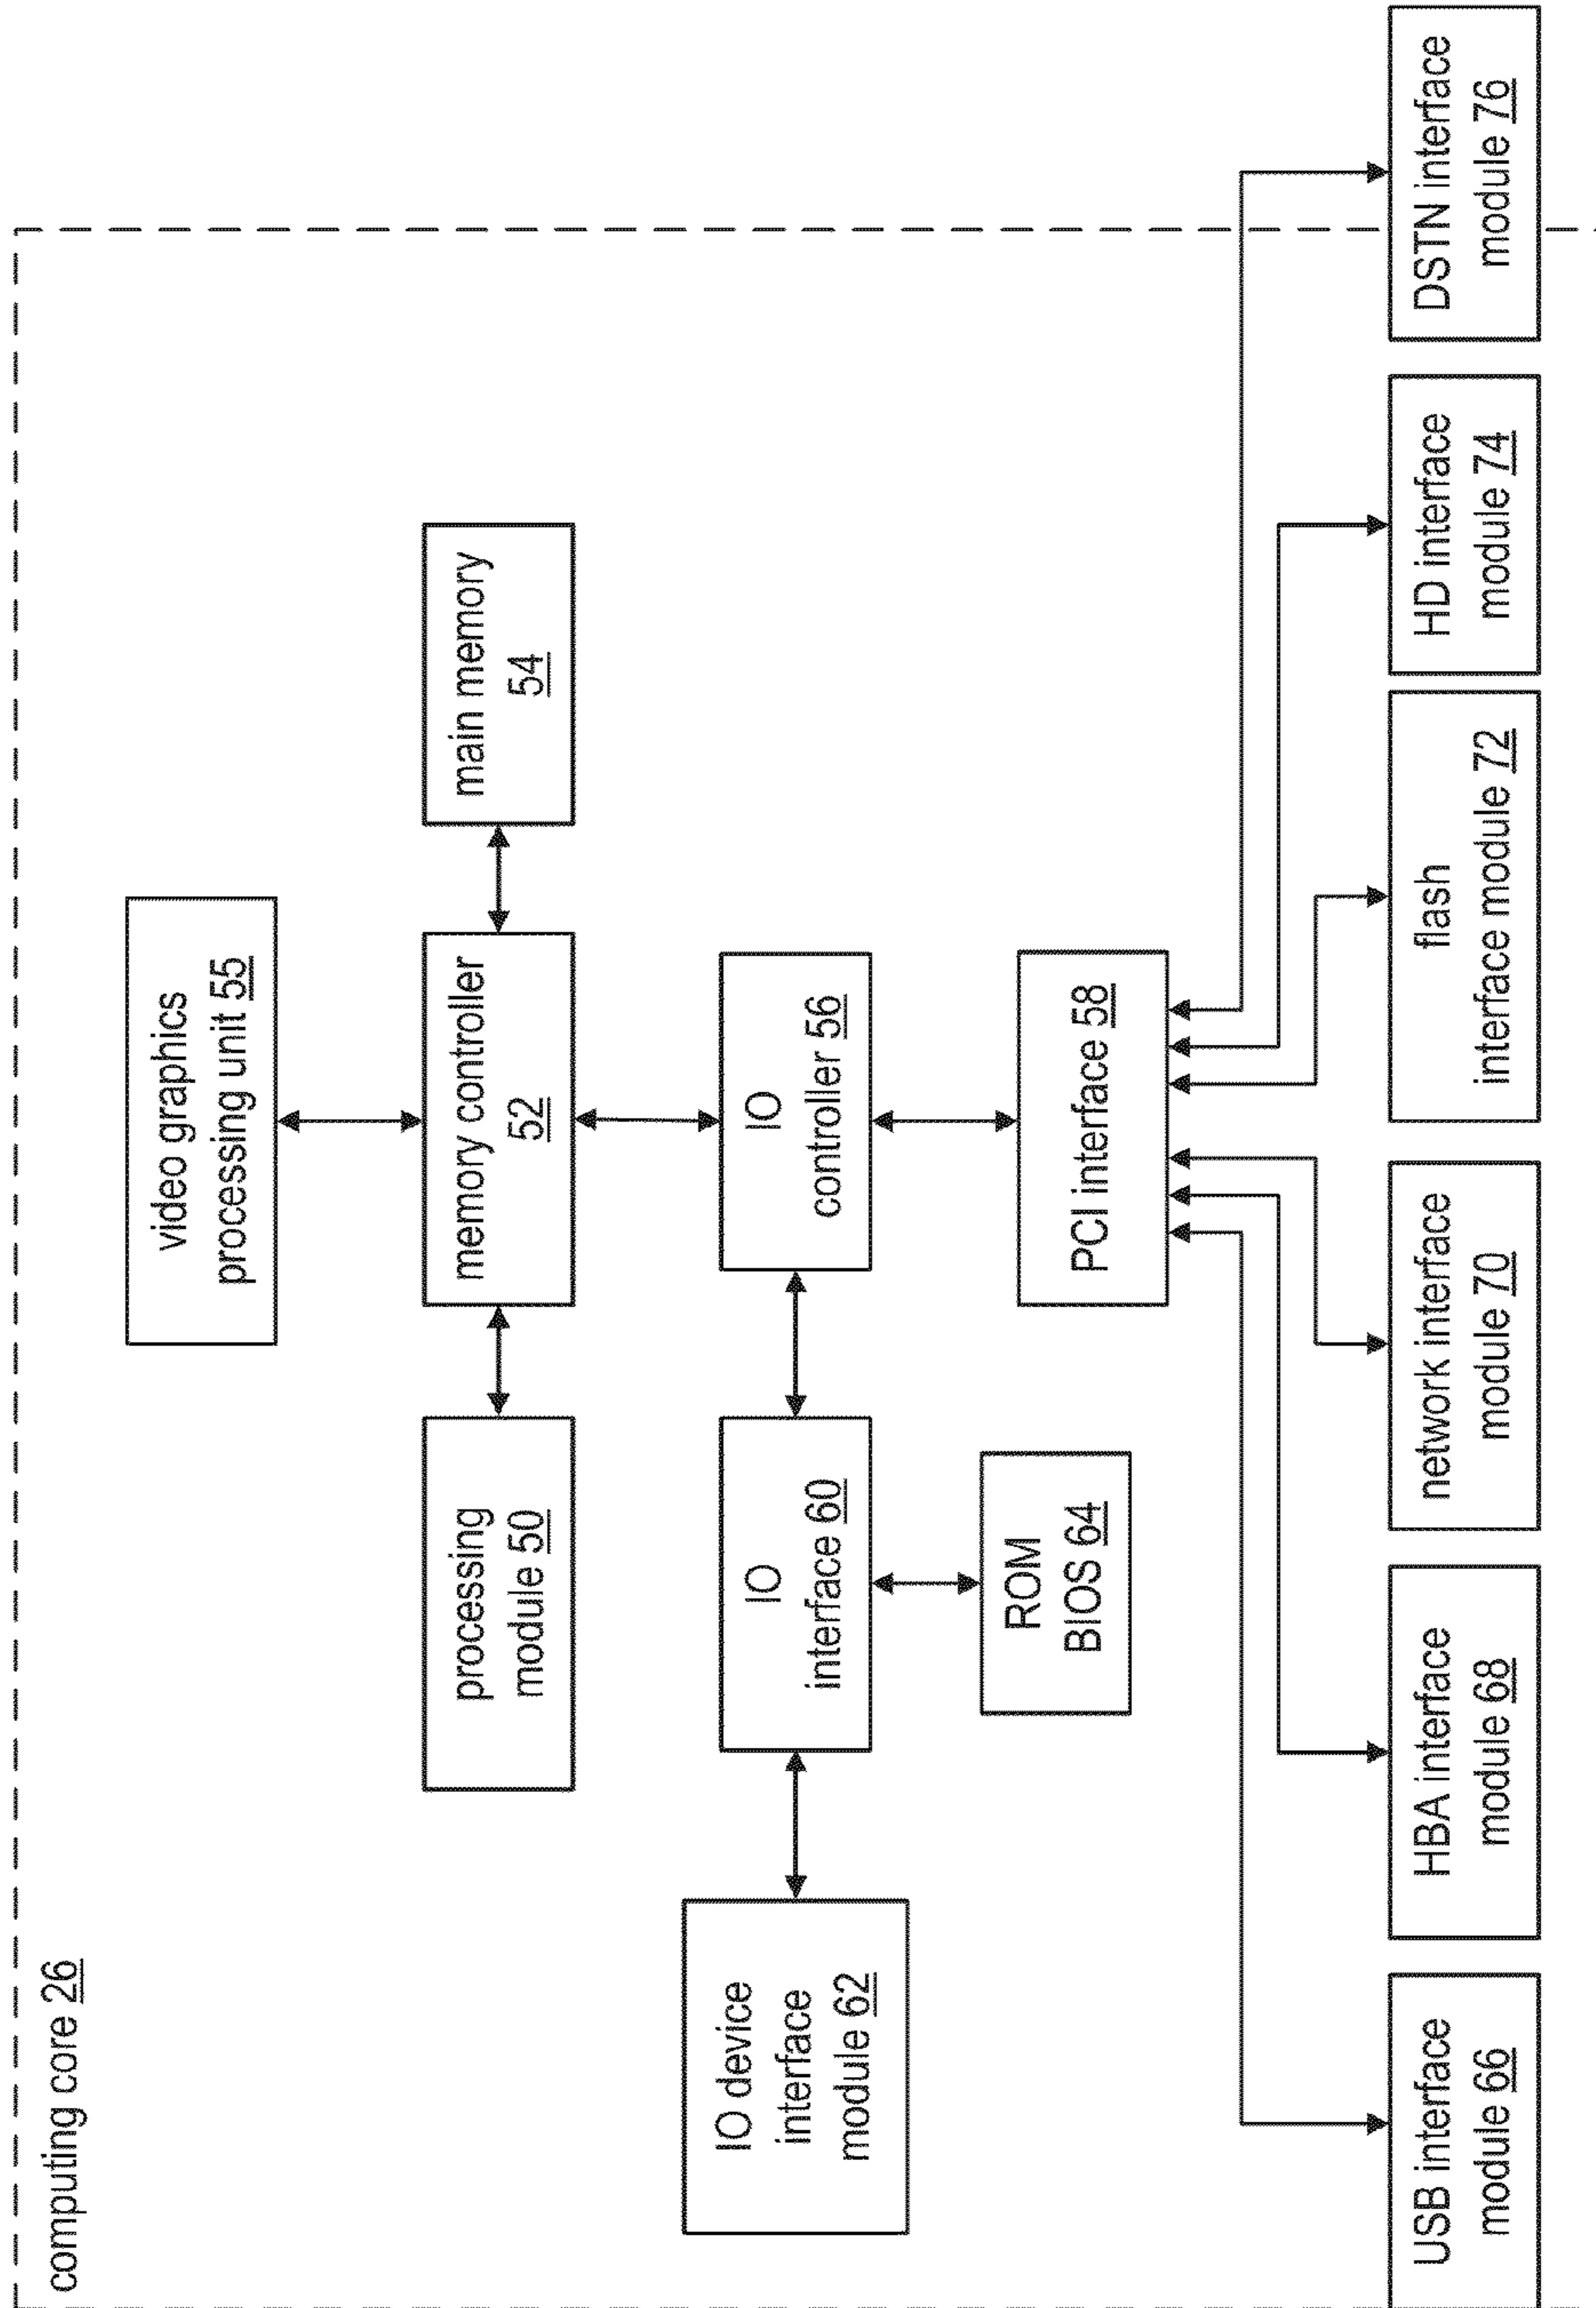 computing core 26
video graphics
processing unit 55
processing
module 50
memory controller
52
main memory
54
IO device
interface
module 62
IO
interface 60
IO
controller 56
ROM
BIOS 64
PCI interface 58
USB interface
module 66
HBA interface
module 68
network interface
module 70
flash
interface module 72
HD interface
module 74
DSTN interface
module 76